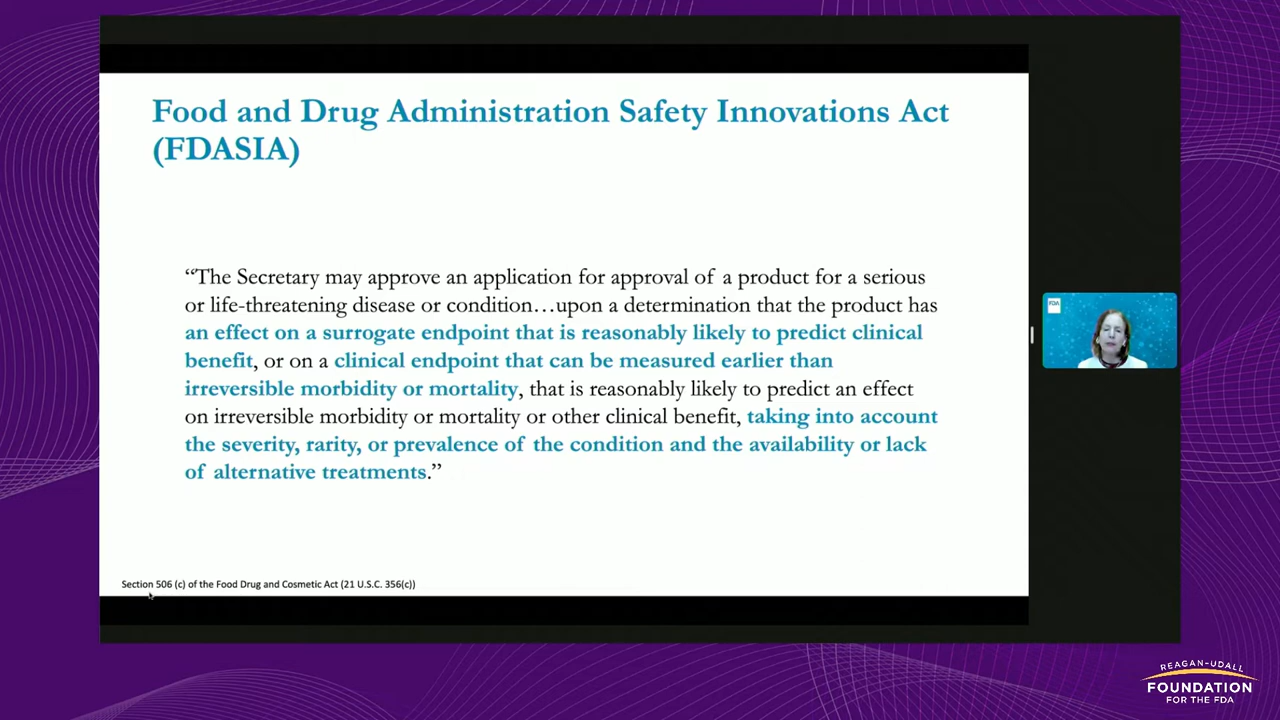 Food and Drug Administration Safety Innovations Act
(FDASIA)
“The Secretary may approve an application for approval of a product for a serious
or life-threatening disease or condition…upon a determination that the product has
an effect on a surrogate endpoint that is reasonably likely to predict clinical
benefit, or on a clinical endpoint that can be measured earlier than
irreversible morbidity or mortality, that is reasonably likely to predict an effect
on irreversible morbidity or mortality or other clinical benefit, taking into account
the severity, rarity, or prevalence of the condition and the availability or lack
of alternative treatments.”
Section 506 (c) of the Food Drug and Cosmetic Act (21 U.S.C. 356(c))
FDA
REAGAN-UDALL
FOUNDATION
FOR THE FDA